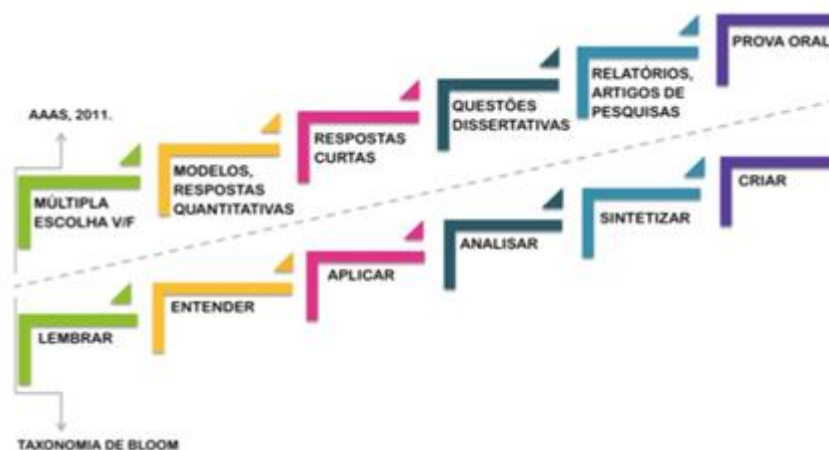 PROVA ORAL
RELATÓRIOS,
ARTIGOS DE
PESQUISAS
QUESTÕES
DISSERTATIVAS
RESPOSTAS
CURTAS
MODELOS,
RESPOSTAS
QUANTITATIVAS
AAAS, 2011.
MÚLTIPLA
ESCOLHA V/F
CRIAR
SINTETIZAR
ANALISAR
APLICAR
ENTENDER
LEMBRAR
TAXONOMIA DE BLOOM